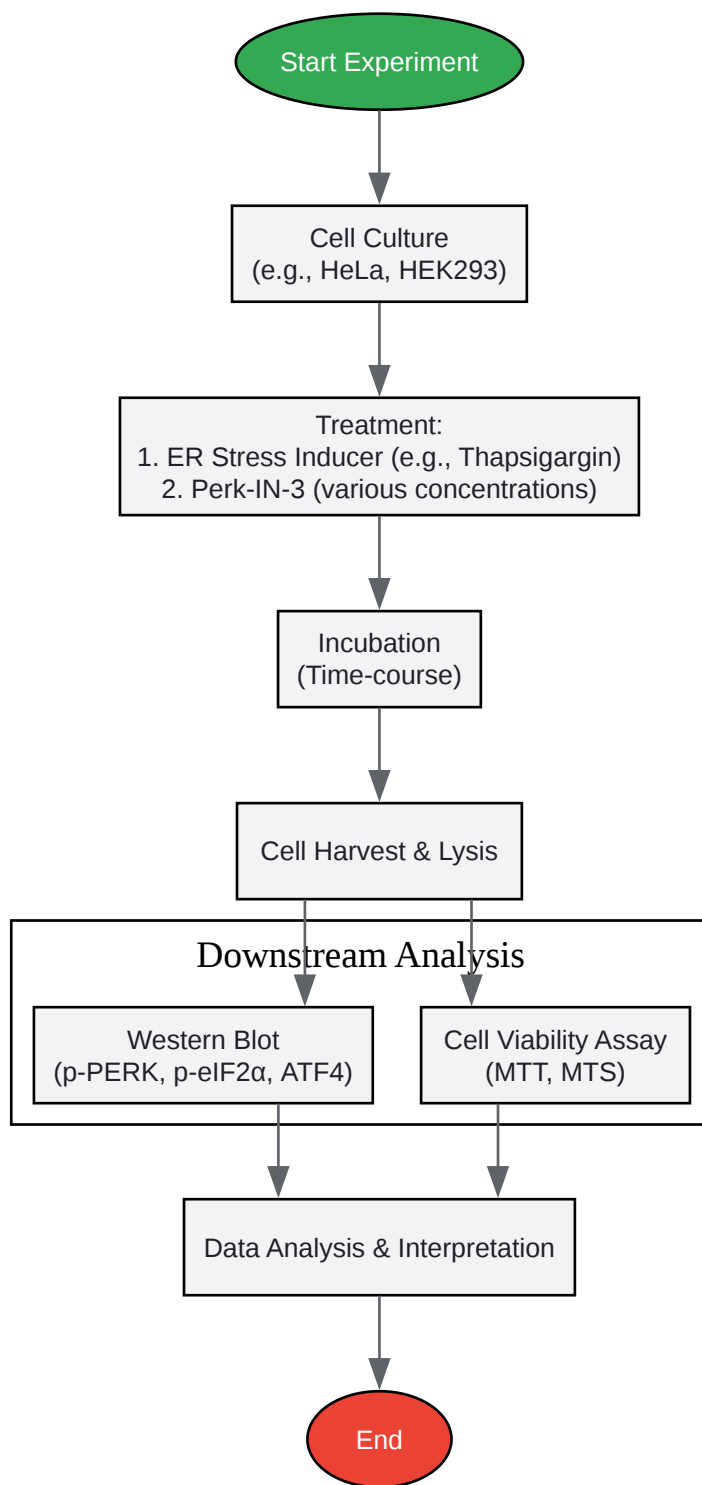 Start Experiment
Cell Culture
(e.g., HeLa, HEK293)
Treatment:
1. ER Stress Inducer (e.g., Thapsigargin)
2. Perk-IN-3 (various concentrations)
Incubation
(Time-course)
Cell Harvest & Lysis
Downstream Analysis
Western Blot
(p-PERK, p-eIF2α, ATF4)
Cell Viability Assay
(MTT, MTS)
Data Analysis & Interpretation
End